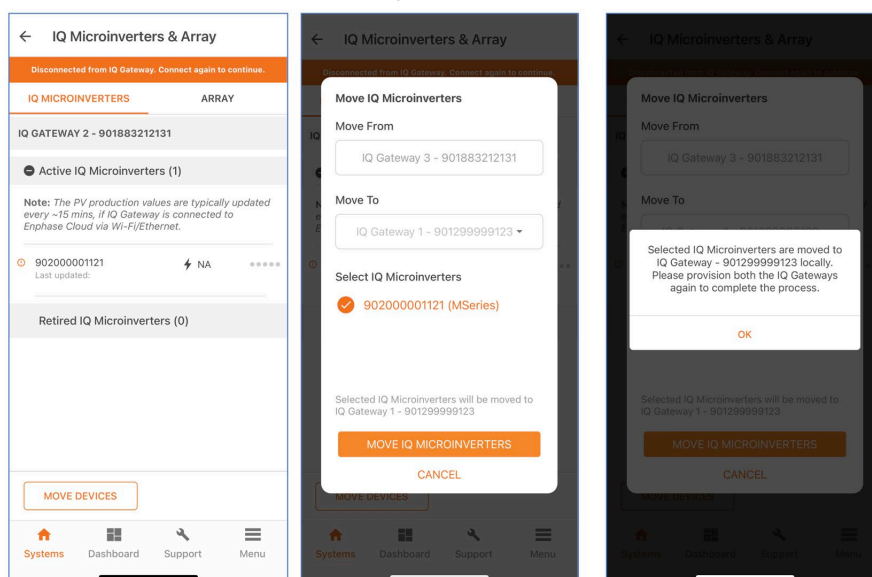 IQ Microinverters & Array
Disconnected from IQ Gateway. Connect again to continue.
IQ MICROINVERTERS
ARRAY
IQ GATEWAY 2 - 901883212131
Active IQ Microinverters (1)
Note: The PV production values are typically updated
every ~15 mins, if IQ Gateway is connected to
Enphase Cloud via Wi-Fi/Ethernet.
902000001121
NA
Last updated:
Retired IQ Microinverters (0)
MOVE DEVICES
Systems
Dashboard
Support
Menu
IQ Microinverters & Array
Disconnected from IQ Gateway. Connect again to continue.
Move IQ Microinverters
Move From
IQ Gateway 3 - 901883212131
Move To
IQ Gateway 1 - 901299999123
Select IQ Microinverters
902000001121 (MSeries)
Selected IQ Microinverters will be moved to
IQ Gateway 1 - 901299999123
MOVE IQ MICROINVERTERS
CANCEL
MOVE DEVICES
Systems
Dashboard
Support
Menu
IQ Microinverters & Array
Move IQ Microinverters
Move From
IQ Gateway 3 - 901883212131
Move To
Selected IQ Microinverters are moved to
IQ Gateway - 901299999123 locally.
Please provision both the IQ Gateways
again to complete the process.
OK
Selected IQ Microinverters will be moved to
IQ Gateway 1 - 901299999123
MOVE IQ MICROINVERTERS
CANCEL
MOVE DEVICES
Systems
Dashboard
Support
Menu